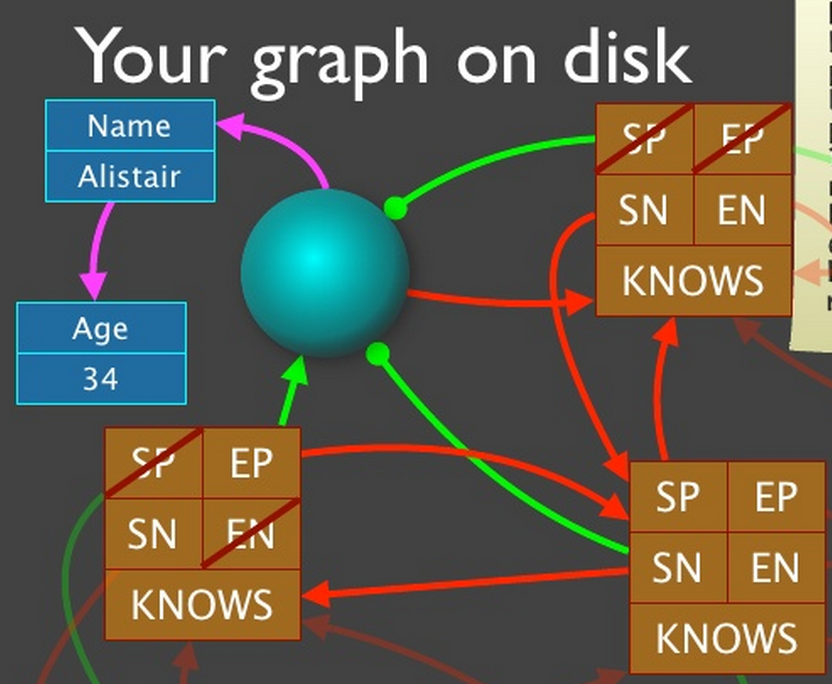 Your graph on disk
Name
Alistair
Age
34
SP EP
SN EN
KNOWS
SP EP
SN EN
KNOWS
SP EP
SN EN
KNOWS